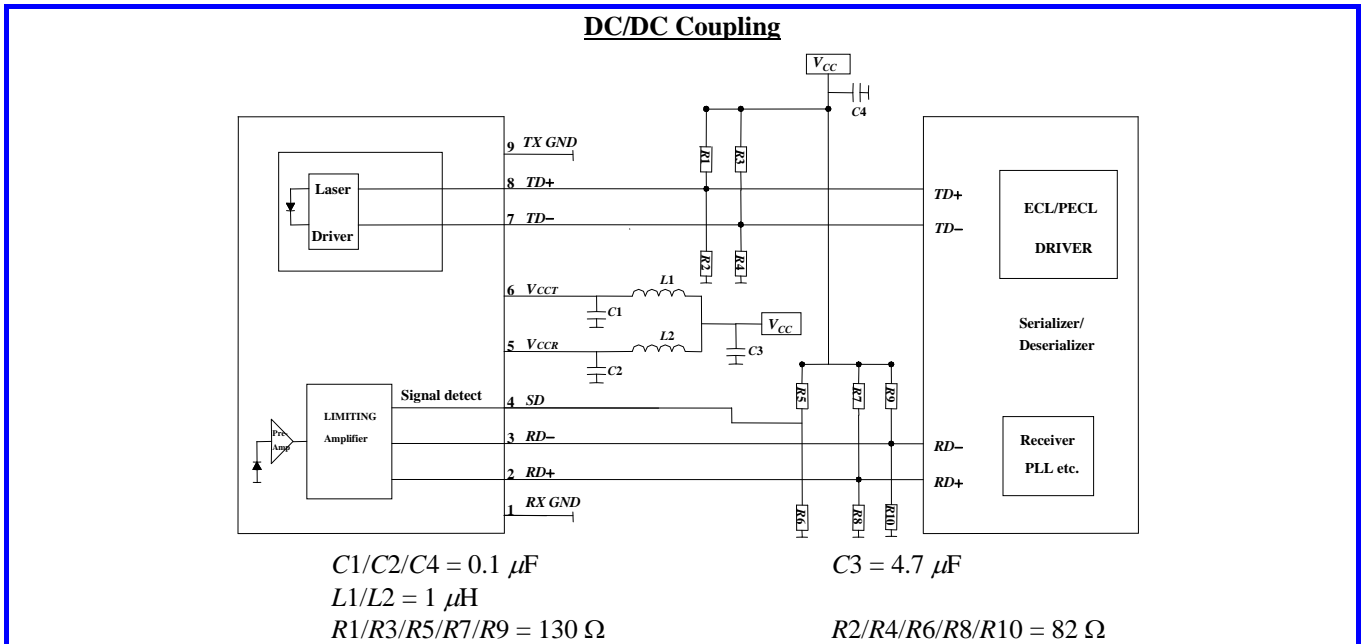 DC/DC Coupling
VCC
C4
9 TX GND
R1
R3
Laser
Driver
8 TD+
TD+
ECL/PECL
DRIVER
7 TD−
TD−
R2
R4
6 VCCT
L1
C1
VCC
L2
C3
5 VCCR
C2
Serializer/
Deserializer
R5
R7
R9
Signal detect
4 SD
LIMITING
Amplifier
Pre
Amp
3 RD−
RD−
Receiver
PLL etc.
2 RD+
RD+
1 RX GND
R6
R8
R10
C1/C2/C4 = 0.1 μF
C3 = 4.7 μF
L1/L2 = 1 μH
R1/R3/R5/R7/R9 = 130 Ω
R2/R4/R6/R8/R10 = 82 Ω